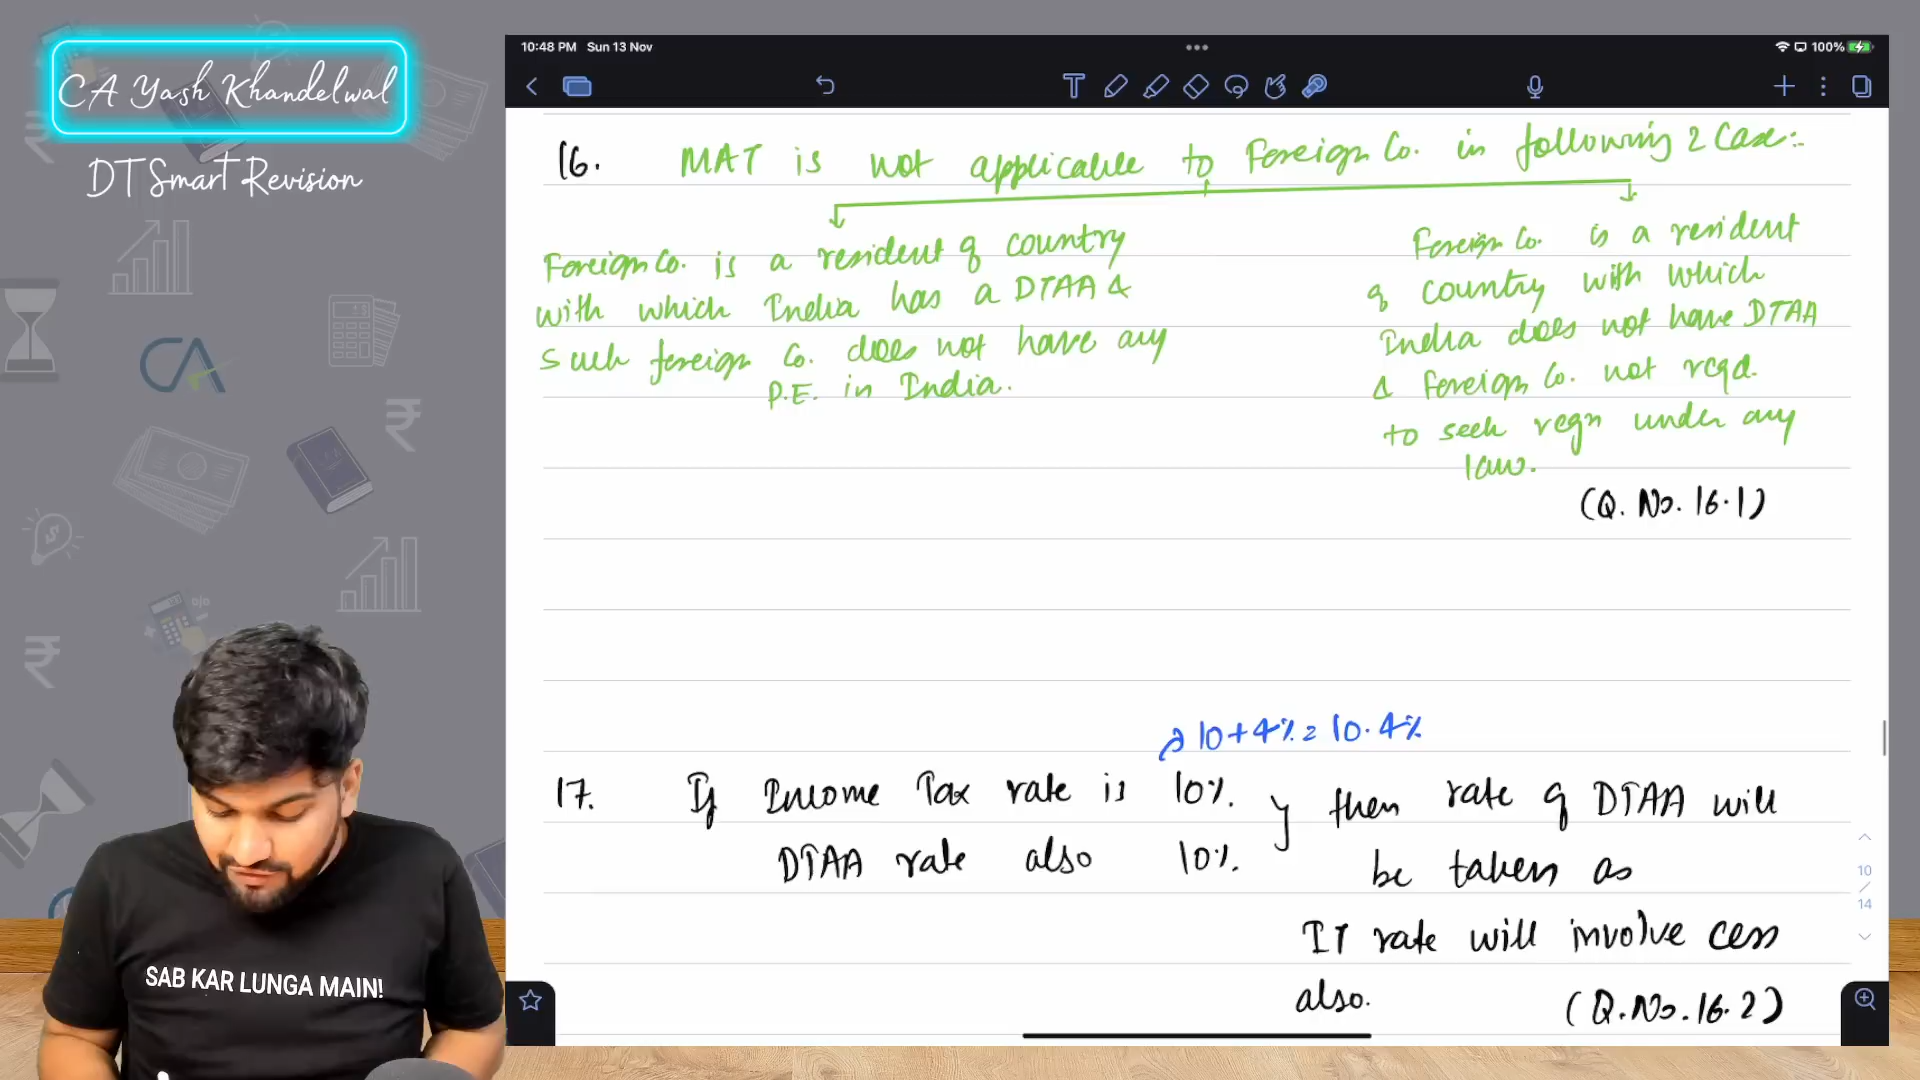 CA Yash Khandelwal
DT Smart Revision
10:48 PM Sun 13 Nov
100%
16. MAT is not applicable to Foreign Co. in following 2 Case:-
Foreign Co. is a resident of country
with which India has a DTAA &
such foreign Co. does not have any
P.E. in India.
Foreign Co. is a resident
of country with which
India does not have DTAA
& Foreign Co. not reqd.
to seek regn under any
law.
(Q. No. 16.1)
10+4% = 10.4%
17. If Income Tax rate is 10%.
DTAA rate also 10%.
then rate of DTAA will
be taken as
IT rate will involve cess
also.
(Q.No.16.2)
10
/
14
SAB KAR LUNGA MAIN!
CA